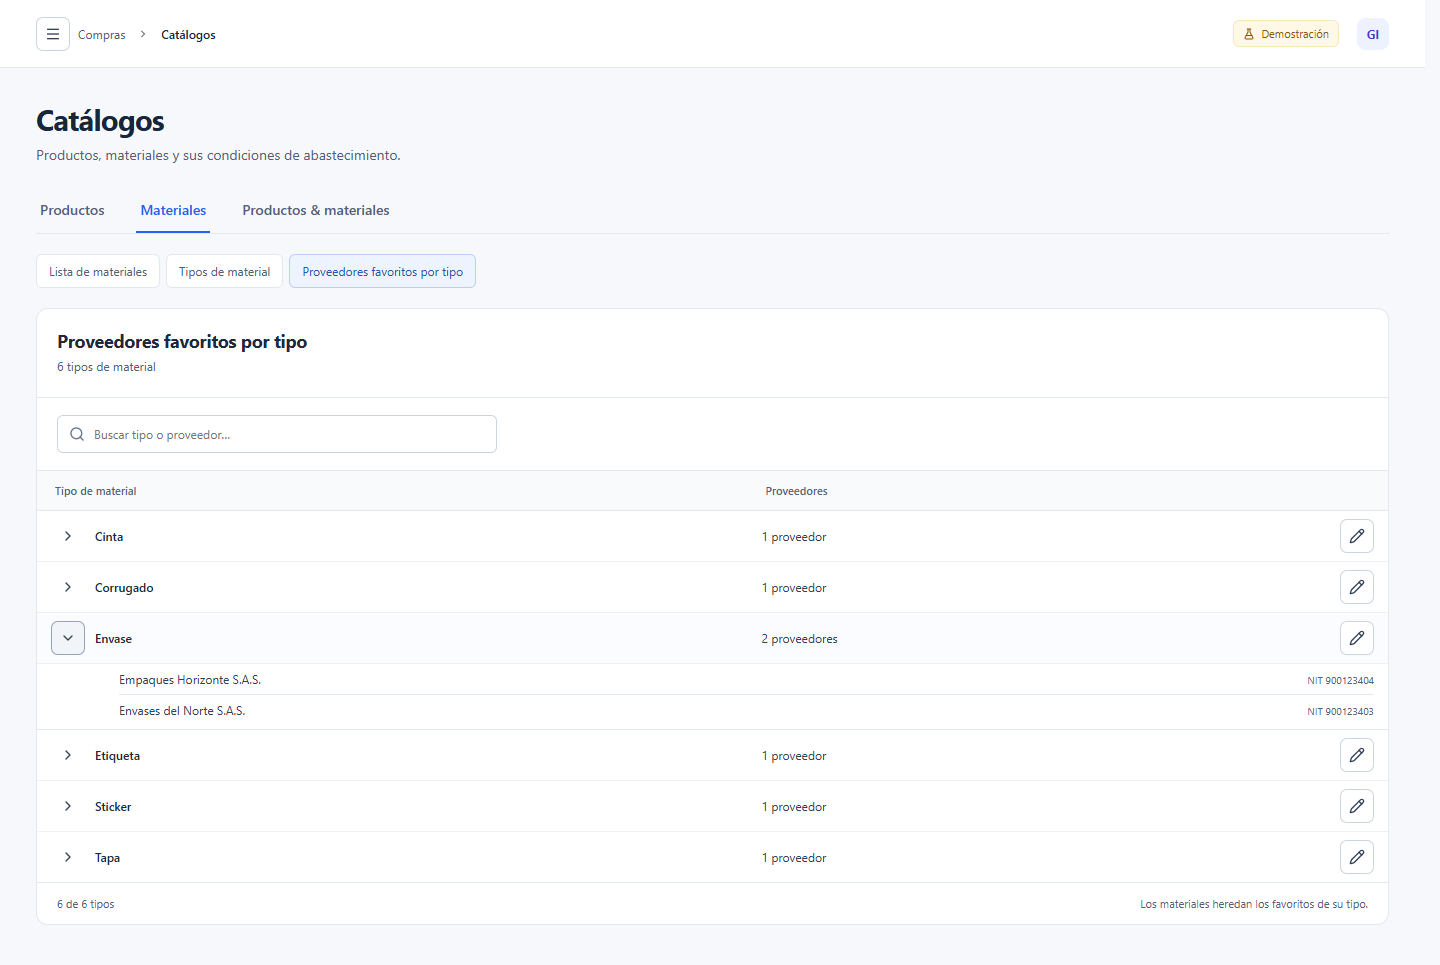 Compras > Catálogos
Demostración
GI
Catálogos
Productos, materiales y sus condiciones de abastecimiento.
Productos Materiales Productos & materiales
Lista de materiales Tipos de material Proveedores favoritos por tipo
Proveedores favoritos por tipo
6 tipos de material
Buscar tipo o proveedor...
Tipo de material Proveedores
Cinta 1 proveedor
Corrugado 1 proveedor
Envase 2 proveedores
Empaques Horizonte S.A.S. NIT 900123404
Envases del Norte S.A.S. NIT 900123403
Etiqueta 1 proveedor
Sticker 1 proveedor
Tapa 1 proveedor
6 de 6 tipos Los materiales heredan los favoritos de su tipo.